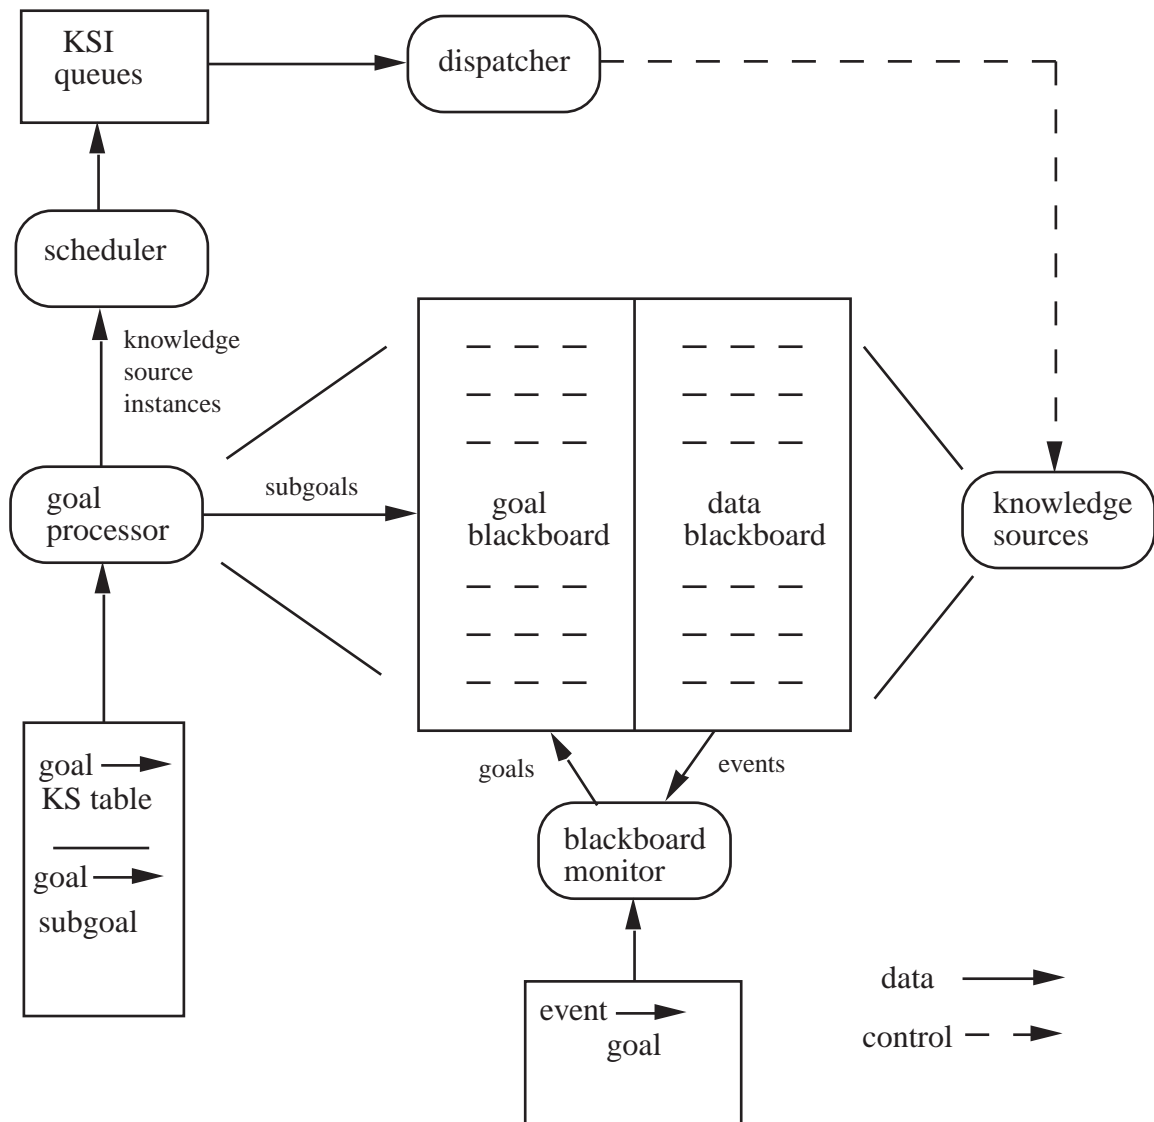 KSI
queues
dispatcher
scheduler
knowledge
source
instances
goal
processor
subgoals
goal
blackboard
data
blackboard
knowledge
sources
goal
KS table
goal
subgoal
goals
events
blackboard
monitor
event
goal
data
control